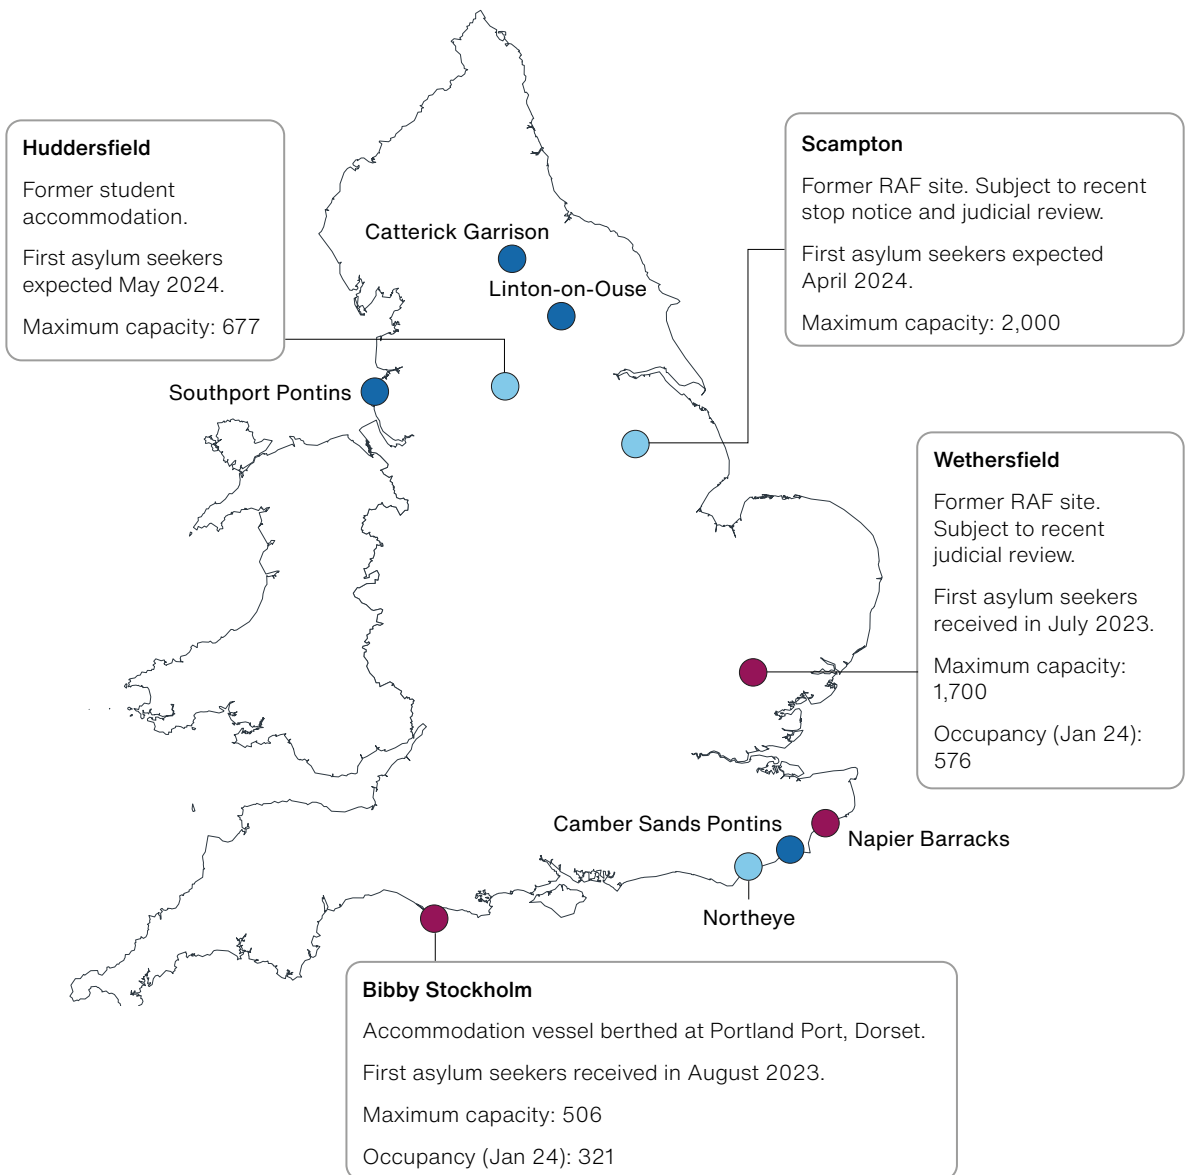 Huddersfield
Former student
accommodation.
First asylum seekers
expected May 2024.
Maximum capacity: 677
Scampton
Former RAF site. Subject to recent
stop notice and judicial review.
First asylum seekers expected
April 2024.
Maximum capacity: 2,000
Catterick Garrison
Linton-on-Ouse
Southport Pontins
Wethersfield
Former RAF site.
Subject to recent
judicial review.
First asylum seekers
received in July 2023.
Maximum capacity:
1,700
Occupancy (Jan 24):
576
Camber Sands Pontins
Napier Barracks
Northeye
Bibby Stockholm
Accommodation vessel berthed at Portland Port, Dorset.
First asylum seekers received in August 2023.
Maximum capacity: 506
Occupancy (Jan 24): 321